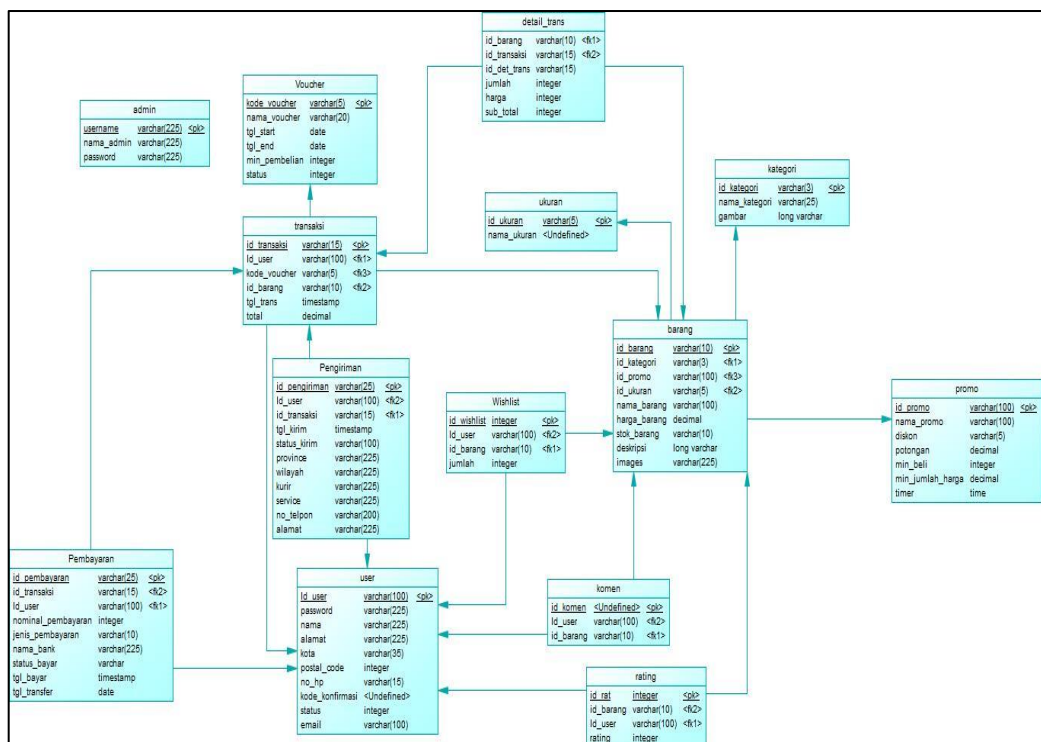 detail_trans
id_barang varchar(10) <fk1>
id_transaksi varchar(15) <fk2>
id_det_trans varchar(15)
jumlah integer
harga integer
sub_total integer
Voucher
kode_voucher varchar(5) <pk>
nama_voucher varchar(20)
tgl_start date
tgl_end date
min_pembelian integer
status integer
admin
username varchar(225) <pk>
nama_admin varchar(225)
password varchar(225)
kategori
id_kategori varchar(3) <pk>
nama_kategori varchar(25)
gambar long varchar
ukuran
id_ukuran varchar(5) <pk>
nama_ukuran <Undefined>
transaksi
id_transaksi varchar(15) <pk>
Id_user varchar(100) <fk1>
kode_voucher varchar(5) <fk3>
id_barang varchar(10) <fk2>
tgl_trans timestamp
total decimal
barang
id_barang varchar(10) <pk>
id_kategori varchar(3) <fk1>
id_promo varchar(100) <fk3>
id_ukuran varchar(5) <fk2>
nama_barang varchar(100)
harga_barang decimal
stok_barang varchar(10)
deskripsi long varchar
images varchar(225)
Pengiriman
id_pengiriman varchar(25) <pk>
Id_user varchar(100) <fk2>
id_transaksi varchar(15) <fk1>
tgl_kirim timestamp
status_kirim varchar(100)
province varchar(225)
wilayah varchar(225)
kurir varchar(225)
service varchar(225)
no_telpon varchar(200)
alamat varchar(225)
Wishlist
id_wishlist integer <pk>
Id_user varchar(100) <fk2>
id_barang varchar(10) <fk1>
jumlah integer
promo
id_promo varchar(100) <pk>
nama_promo varchar(100)
diskon varchar(5)
potongan decimal
min_beli integer
min_jumlah_harga decimal
timer time
Pembayaran
id_pembayaran varchar(25) <pk>
id_transaksi varchar(15) <fk2>
Id_user varchar(100) <fk1>
nominal_pembayaran integer
jenis_pembayaran varchar(10)
nama_bank varchar(225)
status_bayar varchar
tgl_bayar timestamp
tgl_transfer date
user
Id_user varchar(100) <pk>
password varchar(225)
nama varchar(225)
alamat varchar(225)
kota varchar(35)
postal_code integer
no_hp varchar(15)
kode_konfirmasi <Undefined>
status integer
email varchar(100)
komen
id_komen <Undefined> <pk>
Id_user varchar(100) <fk2>
id_barang varchar(10) <fk1>
rating
id_rat integer <pk>
id_barang varchar(10) <fk2>
Id_user varchar(100) <fk1>
rating integer